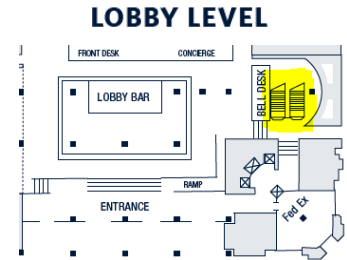 LOBBY LEVEL
FRONT DESK
CONCIERGE
LOBBY BAR
BELL DESK
RAMP
ENTRANCE
Fed Ex